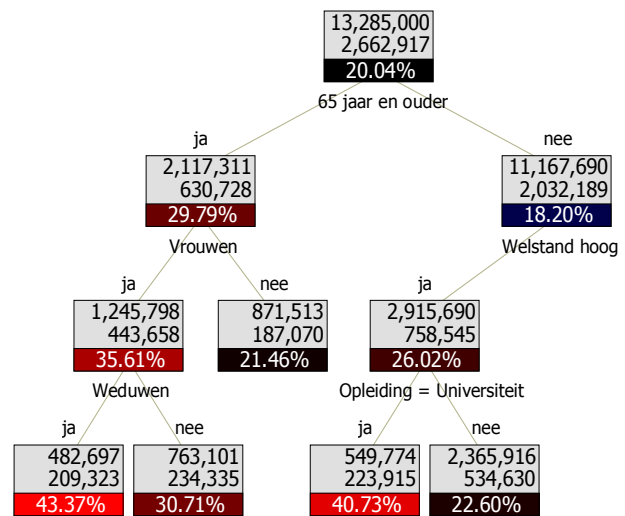 13,285,000
2,662,917
20.04%
65 jaar en ouder
ja
nee
2,117,311
630,728
29.79%
11,167,690
2,032,189
18.20%
Vrouwen
Welstand hoog
ja
nee
ja
1,245,798
443,658
35.61%
871,513
187,070
21.46%
2,915,690
758,545
26.02%
Weduwen
Opleiding = Universiteit
ja
nee
ja
nee
482,697
209,323
43.37%
763,101
234,335
30.71%
549,774
223,915
40.73%
2,365,916
534,630
22.60%